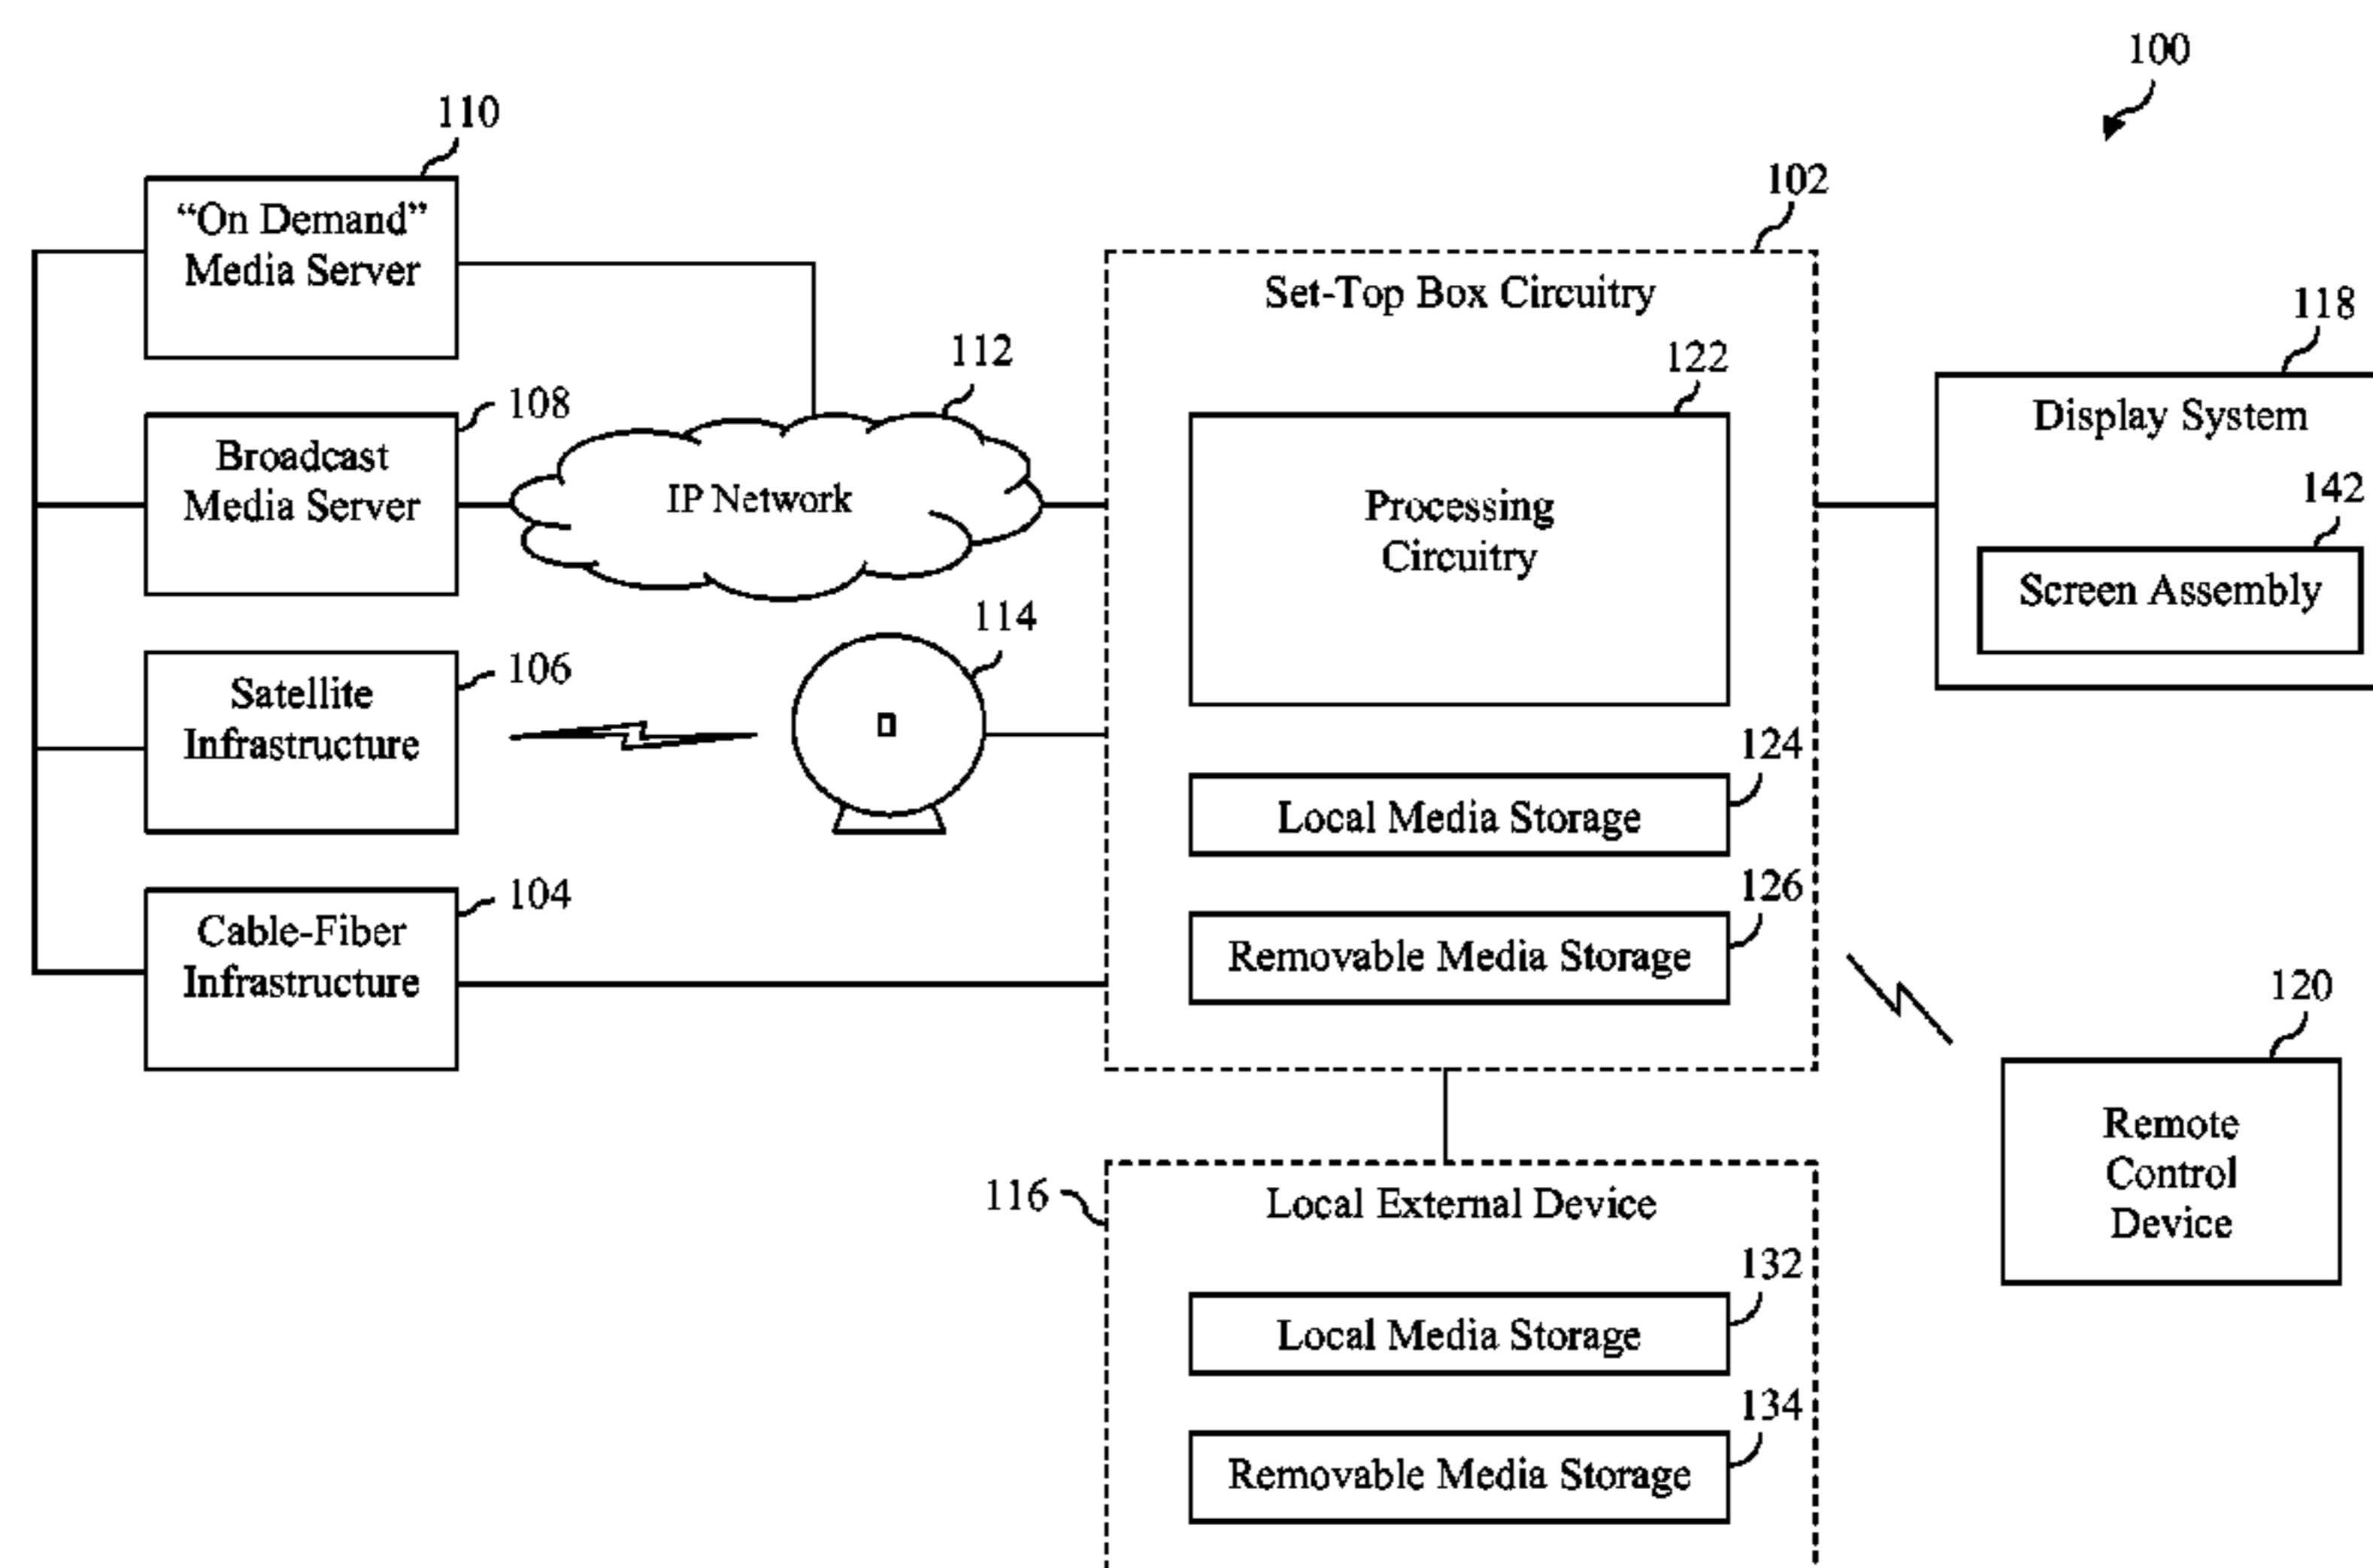 100
110
“On Demand”
Media Server
102
Set-Top Box Circuitry
118
Display System
112
122
108
Broadcast
Media Server
IP Network
Processing
Circuitry
142
Screen Assembly
114
106
Satellite
Infrastructure
124
Local Media Storage
126
Removable Media Storage
104
Cable-Fiber
Infrastructure
120
Remote
Control
Device
116
Local External Device
132
Local Media Storage
134
Removable Media Storage